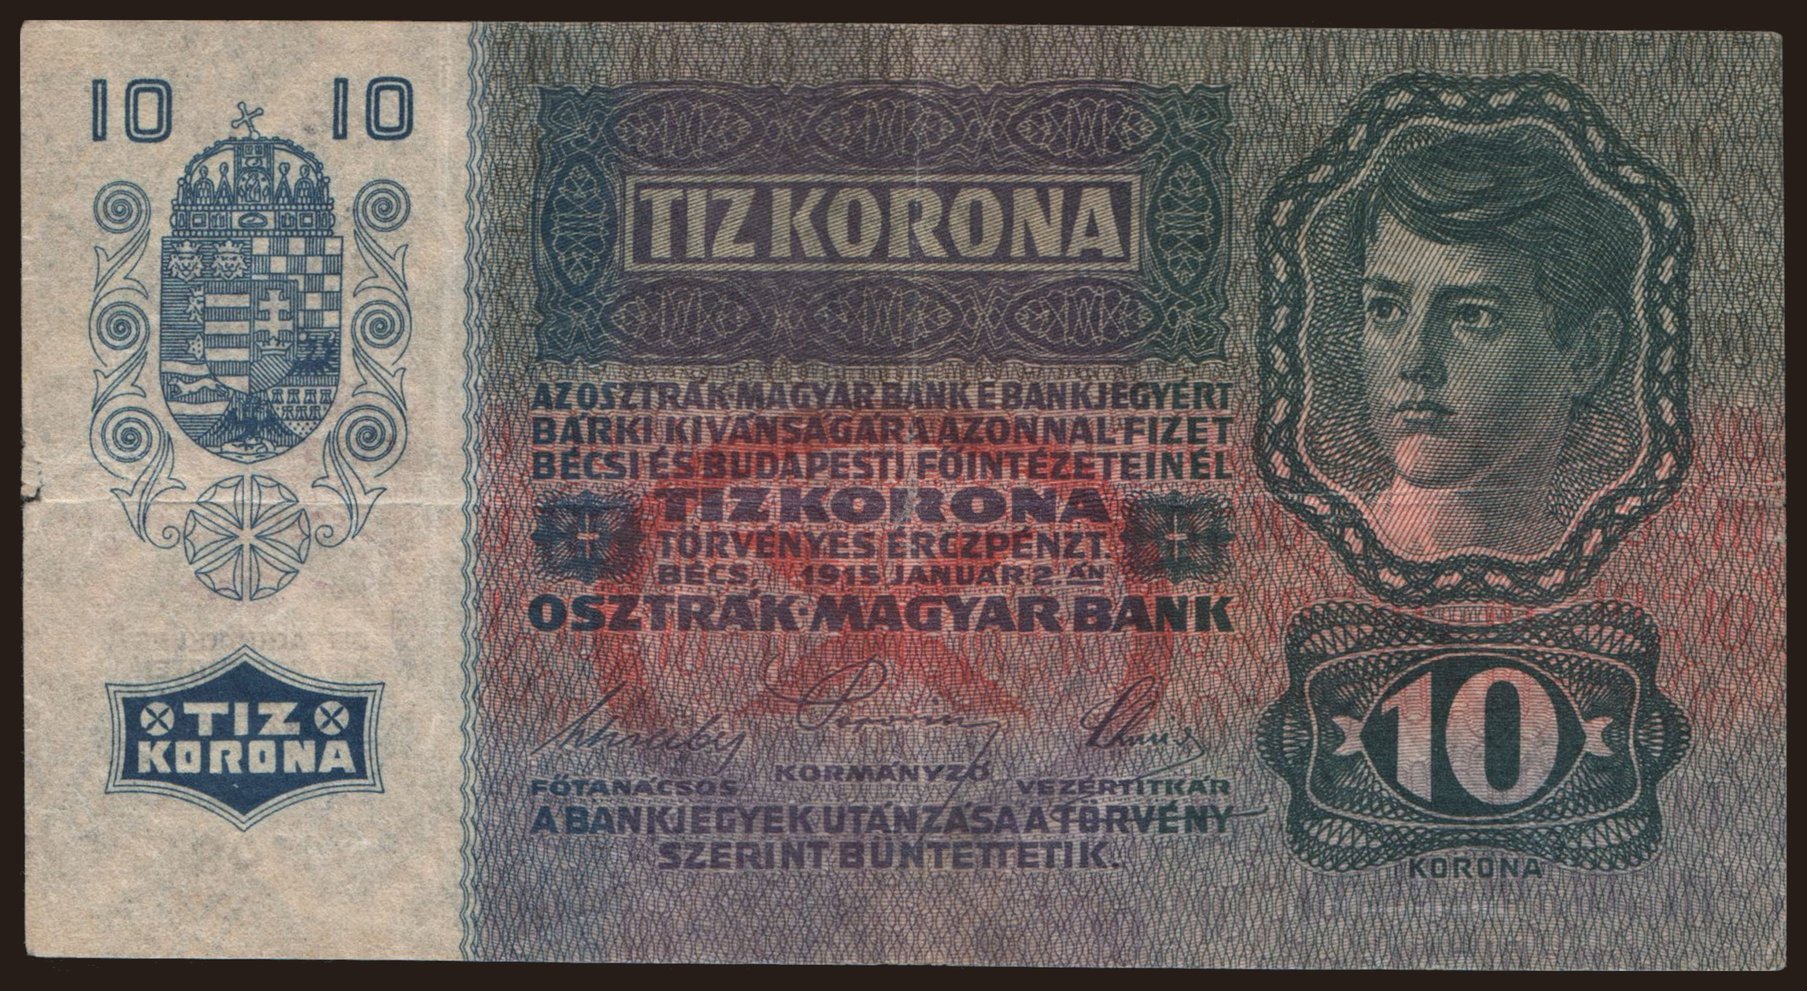 10 10
TIZ KORONA
AZ OSZTRÁK-MAGYAR BANK E BANKJEGYÉRT
BÁRKI KIVÁNSÁGÁRA AZONNAL FIZET
BÉCSI ÉS BUDAPESTI FŐINTÉZETEINÉL
TIZ KORONA
TÖRVÉNYES ÉRCZPÉNZT.
BÉCS, 1915 JANUÁR 2.-ÁN
OSZTRÁK-MAGYAR BANK
FŐTANÁCSOS KORMÁNYZÓ VEZÉRTITKÁR
A BANKJEGYEK UTÁNZÁSA A TÖRVÉNY
SZERINT BÜNTETTETIK.
TIZ
KORONA
10
KORONA